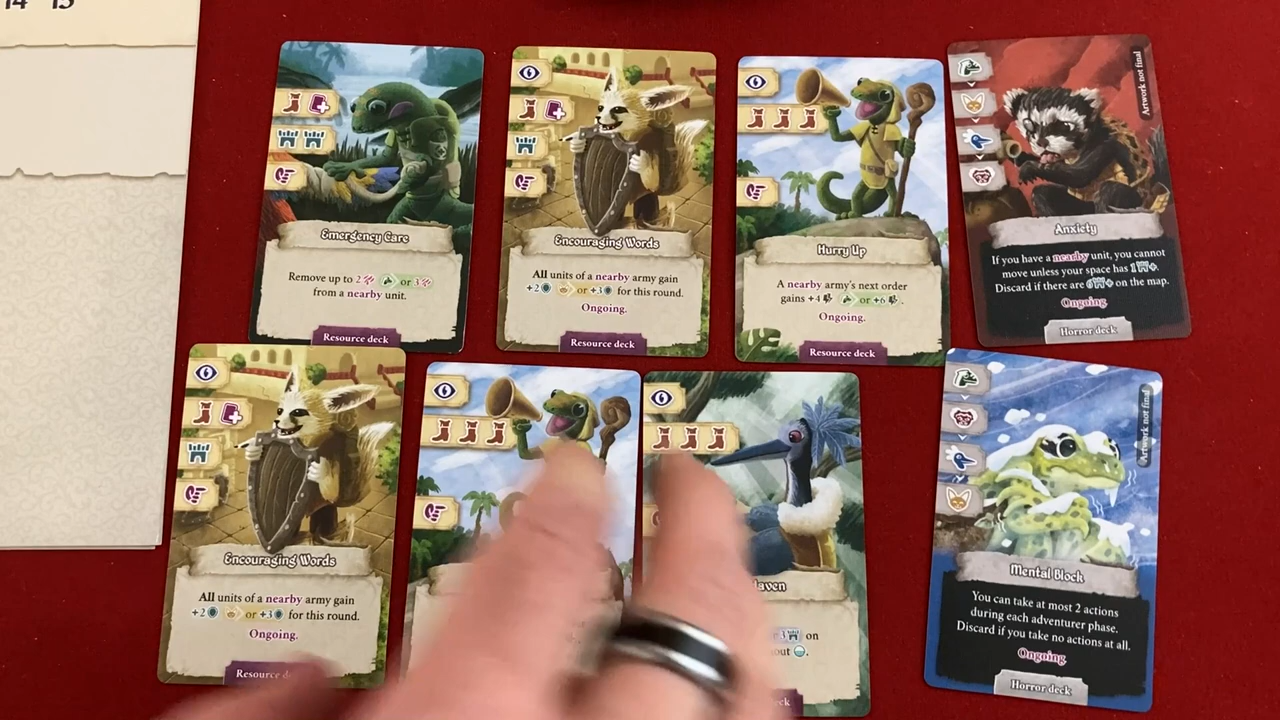 14 15
Emergency Care
Remove up to 2 or 3
from a nearby unit.
Resource deck
Encouraging Words
All units of a nearby army gain
+2 or +3 for this round.
Ongoing.
Resource deck
Hurry Up
A nearby army's next order
gains +4 or +6.
Ongoing.
Resource deck
Artwork not final
Anxiety
If you have a nearby unit, you cannot
move unless your space has 1+.
Discard if there are 6+ on the map.
Ongoing
Horror deck
Encouraging Words
All units of a nearby army gain
+2 or +3 for this round.
Ongoing.
Resource
3 on
Artwork not final
Mental Block
You can take at most 2 actions
during each adventurer phase.
Discard if you take no actions at all.
Ongoing
Horror deck